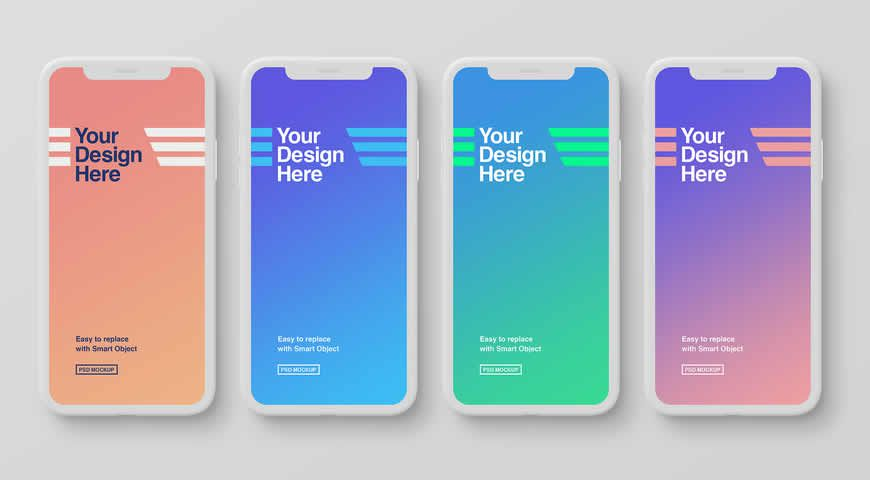 Your
Design
Here
Easy to replace
with Smart Object
PSD MOCKUP
Your
Design
Here
Easy to replace
with Smart Object
PSD MOCKUP
Your
Design
Here
Easy to replace
with Smart Object
PSD MOCKUP
Your
Design
Here
Easy to replace
with Smart Object
PSD MOCKUP